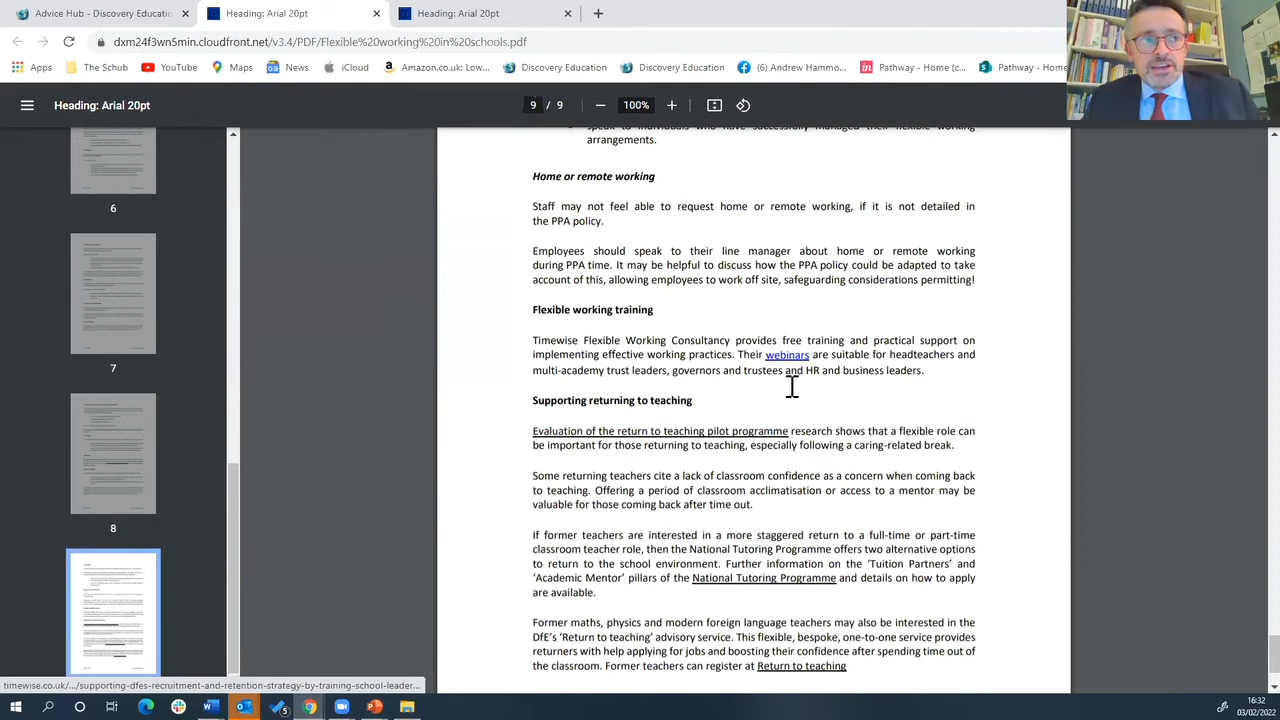 Advice Hub - Discovery Education
Heading: Arial 20pt
Heading: Arial 20pt
dxm24f3wn5min.cloudfront.net/v3.4/PDF/Flexible%20working%20in%20schools.pdf
Apps
The School
YouTube
Maps
News
iCloud
Amazon.co.uk
Discovery Education
Discovery Education
(6) Andrew Hammo...
Pathway - Home (c...
Pathway - Hom
Heading: Arial 20pt
9 / 9
100%
speak to individuals who have successfully managed their flexible working
arrangements.
Home or remote working
Staff may not feel able to request home or remote working, if it is not detailed in
the PPA policy.
Employees should speak to their line manager about home or remote working
during PPA time. It may be helpful to discuss how the PPA policy could be adapted to take
account of this, allowing employees to work off site, safeguarding considerations permitting!
Flexible working training
Timewise Flexible Working Consultancy provides free training and practical support on
implementing effective working practices. Their webinars are suitable for headteachers and
multi-academy trust leaders, governors and trustees and HR and business leaders.
Supporting returning to teaching
Evaluation of the return to teaching pilot programme research shows that a flexible role can
be important for those returning to teaching, especially following a caring-related break.
Some returning teachers cite a lack of classroom confidence as a concern when coming back
to teaching. Offering a period of classroom acclimatisation or access to a mentor may be
valuable for those coming back after time out.
If former teachers are interested in a more staggered return to a full-time or part-time
classroom teacher role, then the National Tutoring Programme offers two alternative options
to return to the school environment. Further information on the 'Tuition Partners' and
'Academic Mentor' pillars of the National Tutoring Programme and details on how to apply
are available.
Former maths, physics and modern foreign language teachers may also be interested in the
DfE's 'Return to teaching' advisory service. This flexible, bespoke, one-to-one service provides
returners with help applying for jobs and boosting their confidence after spending time out of
the classroom. Former teachers can register at Return to teaching
6
7
8
timewise.co.uk/.../supporting-dfes-recruitment-and-retention-strategy-by-training-school-leader...
16:32
03/02/2022